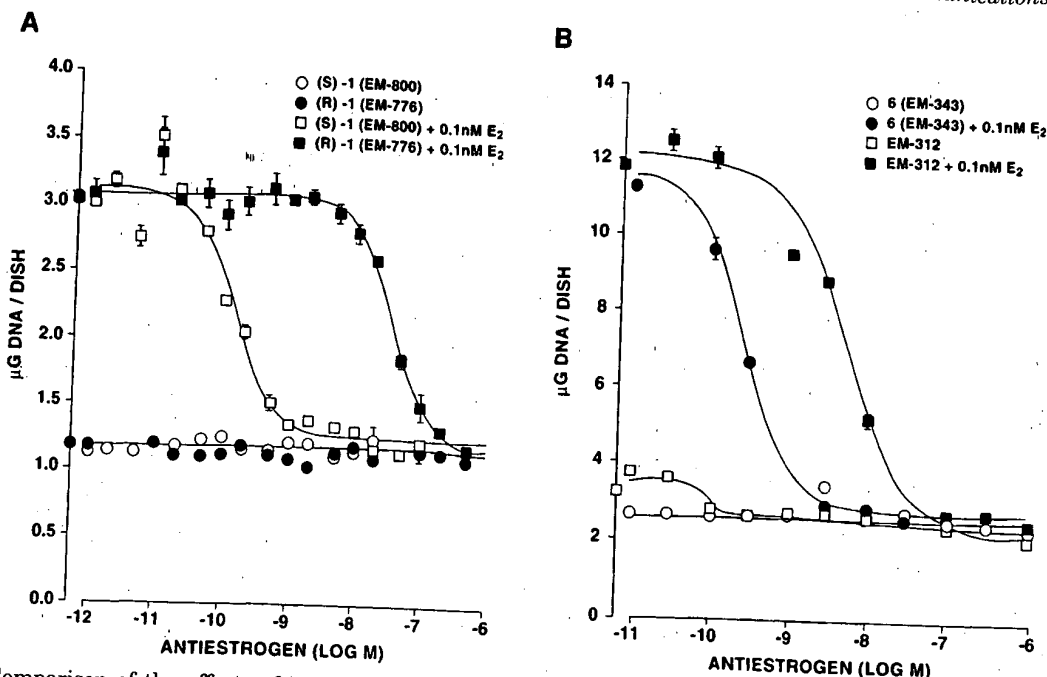 A
4.0
3.5
3.0
2.5
2.0
1.5
1.0
0.5
0.0
µG DNA / DISH
(S) -1 (EM-800)
(R) -1 (EM-776)
(S) -1 (EM-800) + 0.1nM E2
(R) -1 (EM-776) + 0.1nM E2
-12 -11 -10 -9 -8 -7 -6
ANTIESTROGEN (LOG M)
B
14
12
10
8
6
4
2
0
µG DNA / DISH
6 (EM-343)
6 (EM-343) + 0.1nM E2
EM-312
EM-312 + 0.1nM E2
-11 -10 -9 -8 -7 -6
ANTIESTROGEN (LOG M)